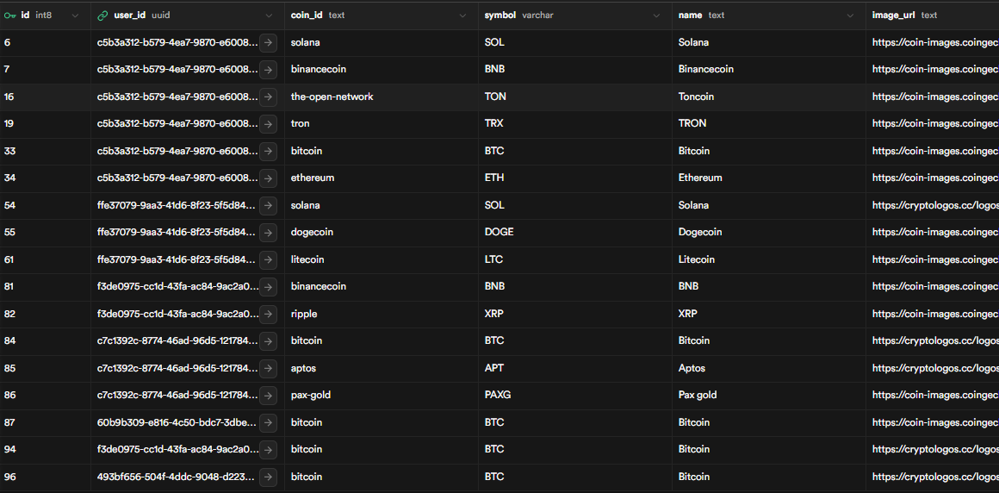 id int8 user_id uuid coin_id text symbol varchar name text image_url text
6 c5b3a312-b579-4ea7-9870-e6008... solana SOL Solana https://coin-images.coingec
7 c5b3a312-b579-4ea7-9870-e6008... binancecoin BNB Binancecoin https://coin-images.coingec
16 c5b3a312-b579-4ea7-9870-e6008... the-open-network TON Toncoin https://coin-images.coingec
19 c5b3a312-b579-4ea7-9870-e6008... tron TRX TRON https://coin-images.coingec
33 c5b3a312-b579-4ea7-9870-e6008... bitcoin BTC Bitcoin https://coin-images.coingec
34 c5b3a312-b579-4ea7-9870-e6008... ethereum ETH Ethereum https://coin-images.coingec
54 ffe37079-9aa3-41d6-8f23-5f5d84... solana SOL Solana https://cryptologos.cc/logos
55 ffe37079-9aa3-41d6-8f23-5f5d84... dogecoin DOGE Dogecoin https://coin-images.coingec
61 ffe37079-9aa3-41d6-8f23-5f5d84... litecoin LTC Litecoin https://coin-images.coingec
81 f3de0975-cc1d-43fa-ac84-9ac2a0... binancecoin BNB BNB https://coin-images.coingec
82 f3de0975-cc1d-43fa-ac84-9ac2a0... ripple XRP XRP https://coin-images.coingec
84 c7c1392c-8774-46ad-96d5-121784... bitcoin BTC Bitcoin https://cryptologos.cc/logos
85 c7c1392c-8774-46ad-96d5-121784... aptos APT Aptos https://cryptologos.cc/logos
86 c7c1392c-8774-46ad-96d5-121784... pax-gold PAXG Pax gold https://coin-images.coingec
87 60b9b309-e816-4c50-bdc7-3dbe... bitcoin BTC Bitcoin https://cryptologos.cc/logos
94 f3de0975-cc1d-43fa-ac84-9ac2a0... bitcoin BTC Bitcoin https://cryptologos.cc/logos
96 493bf656-504f-4ddc-9048-d223... bitcoin BTC Bitcoin https://cryptologos.cc/logos